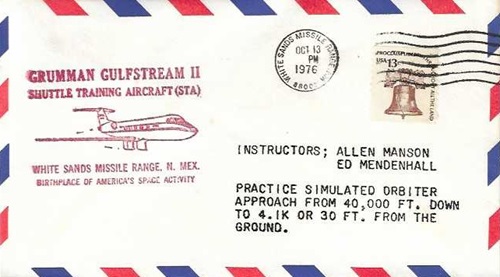 GRUMMAN GULFSTREAM II
SHUTTLE TRAINING AIRCRAFT (STA)
WHITE SANDS MISSILE RANGE, N. MEX.
BIRTHPLACE OF AMERICA'S SPACE ACTIVITY
WHITE SANDS MISSILE RANGE
OCT 13
PM
1976
USA 13c
INSTRUCTORS; ALLEN MANSON
ED MENDENHALL
PRACTICE SIMULATED ORBITER
APPROACH FROM 40,000 FT. DOWN
TO 4.1K OR 30 FT. FROM THE
GROUND.